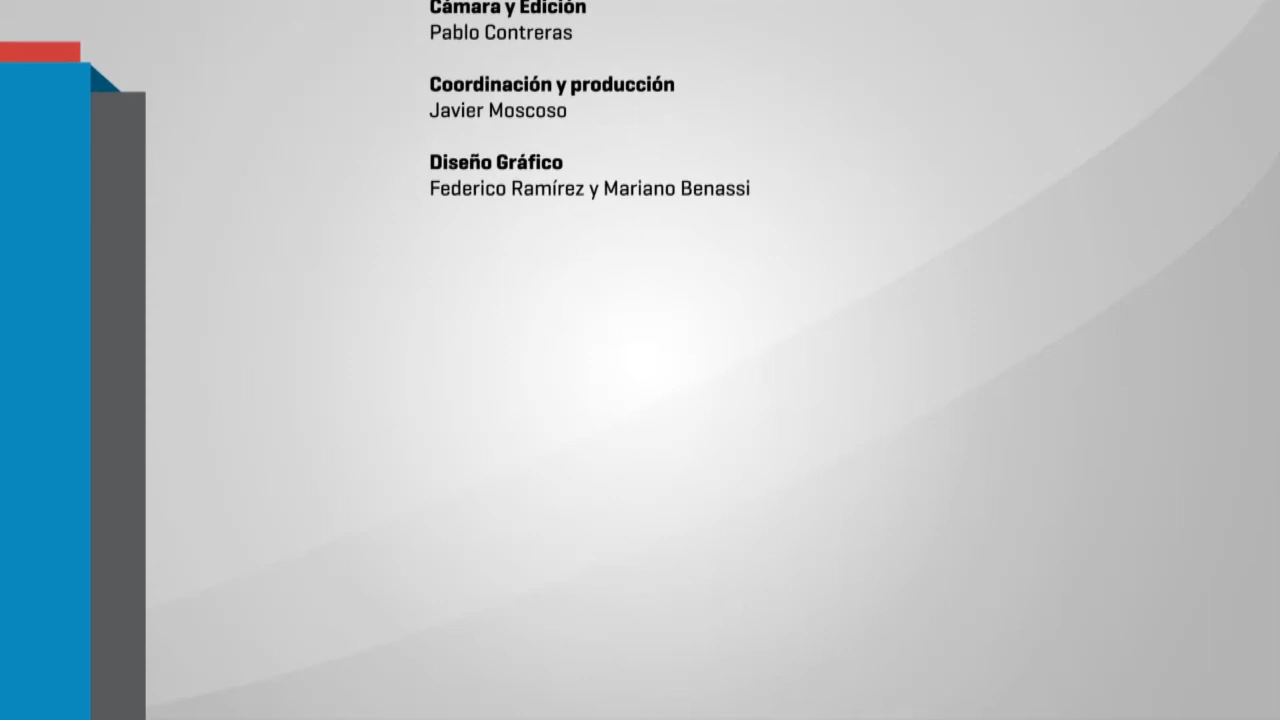 Cámara y Edición
Pablo Contreras
Coordinación y producción
Javier Moscoso
Diseño Gráfico
Federico Ramírez y Mariano Benassi